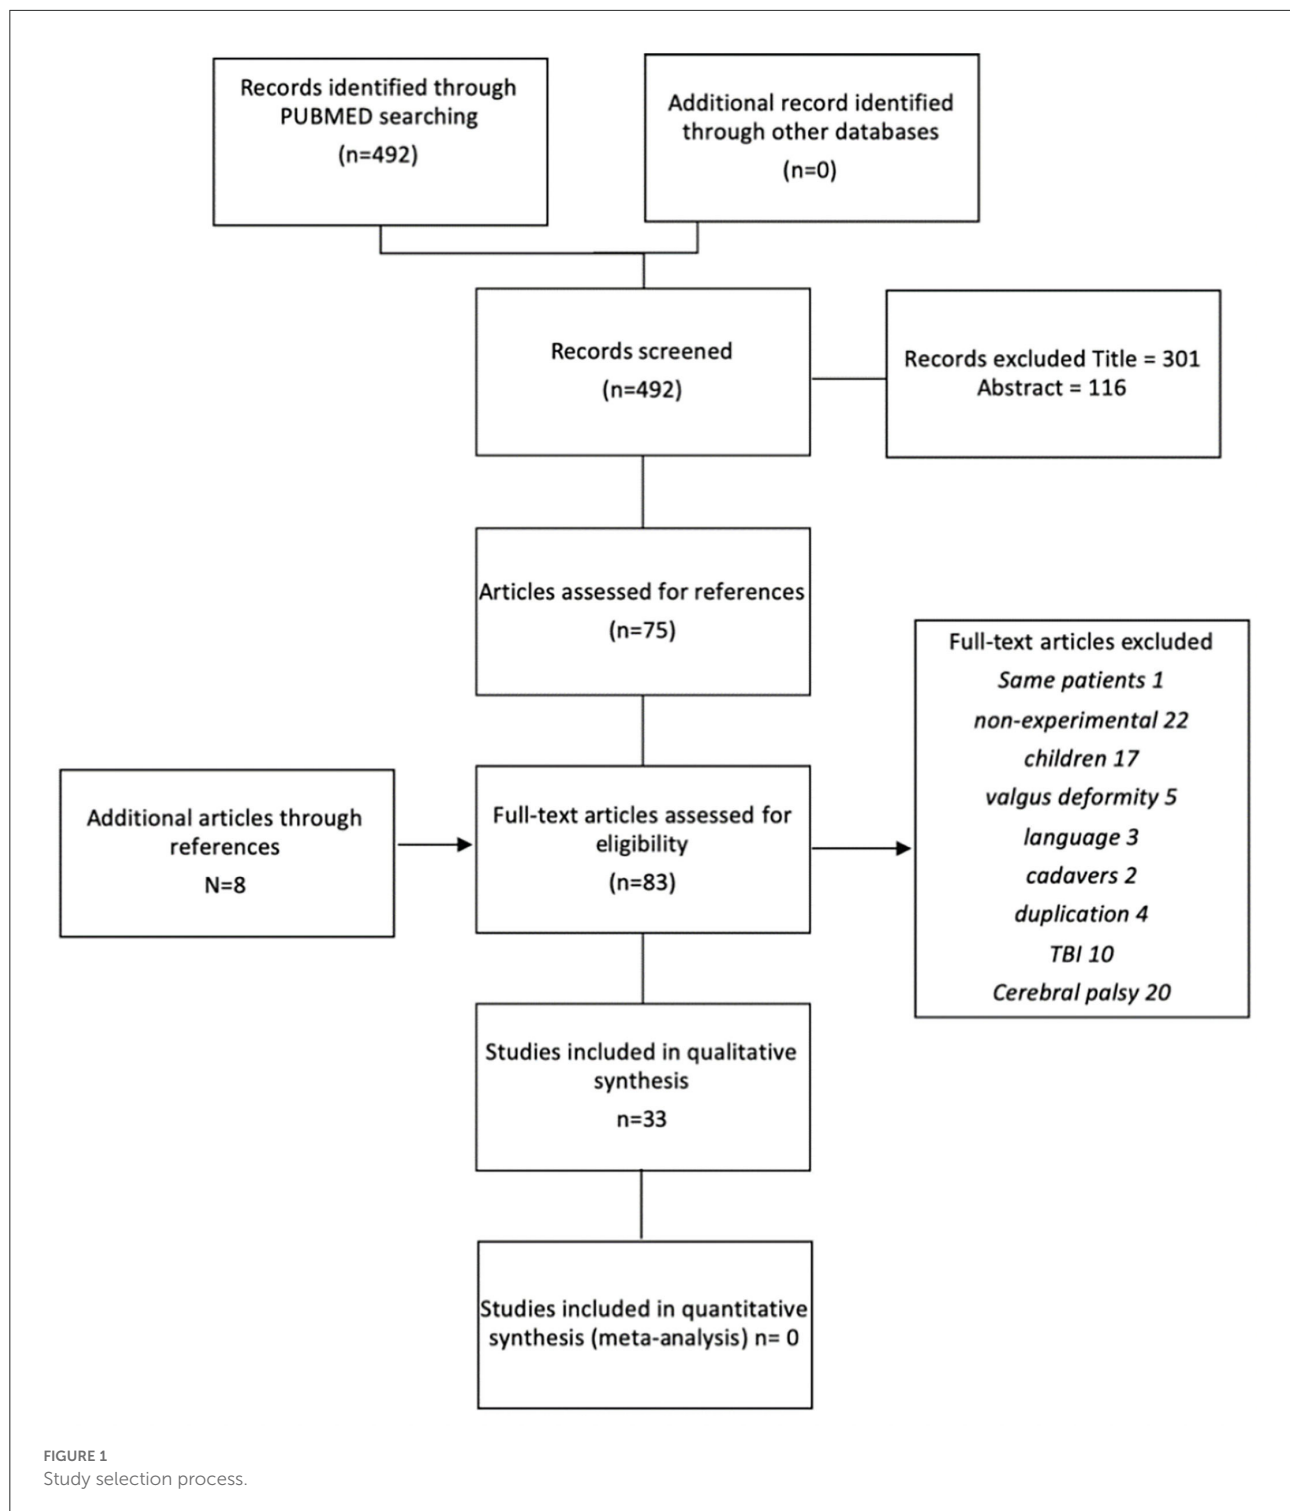 Records identified through
PUBMED searching
(n=492)
Additional record identified
through other databases
(n=0)
Records screened
(n=492)
Records excluded Title = 301
Abstract = 116
Articles assessed for references
(n=75)
Additional articles through
references
N=8
Full-text articles assessed for
eligibility
(n=83)
Full-text articles excluded
Same patients 1
non-experimental 22
children 17
valgus deformity 5
language 3
cadavers 2
duplication 4
TBI 10
Cerebral palsy 20
Studies included in qualitative
synthesis
n=33
Studies included in quantitative
synthesis (meta-analysis) n= 0
FIGURE 1
Study selection process.